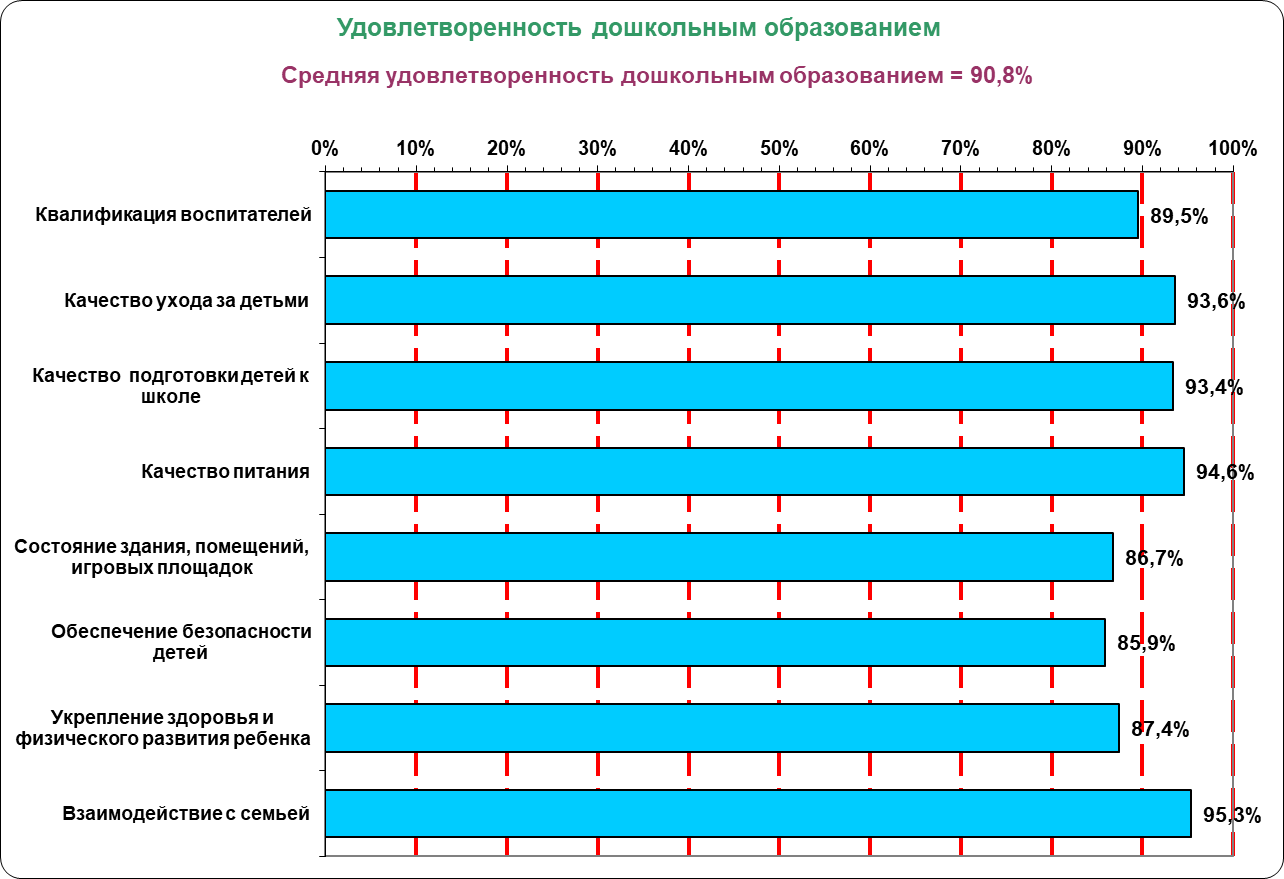 Удовлетворенность дошкольным образованием
Средняя удовлетворенность дошкольным образованием = 90,8%
0% 10% 20% 30% 40% 50% 60% 70% 80% 90% 100%
Квалификация воспитателей 89,5%
Качество ухода за детьми 93,6%
Качество подготовки детей к
школе
93,4%
Качество питания 94,6%
Состояние здания, помещений,
игровых площадок
86,7%
Обеспечение безопасности
детей
85,9%
Укрепление здоровья и
физического развития ребенка
87,4%
Взаимодействие с семьей 95,3%